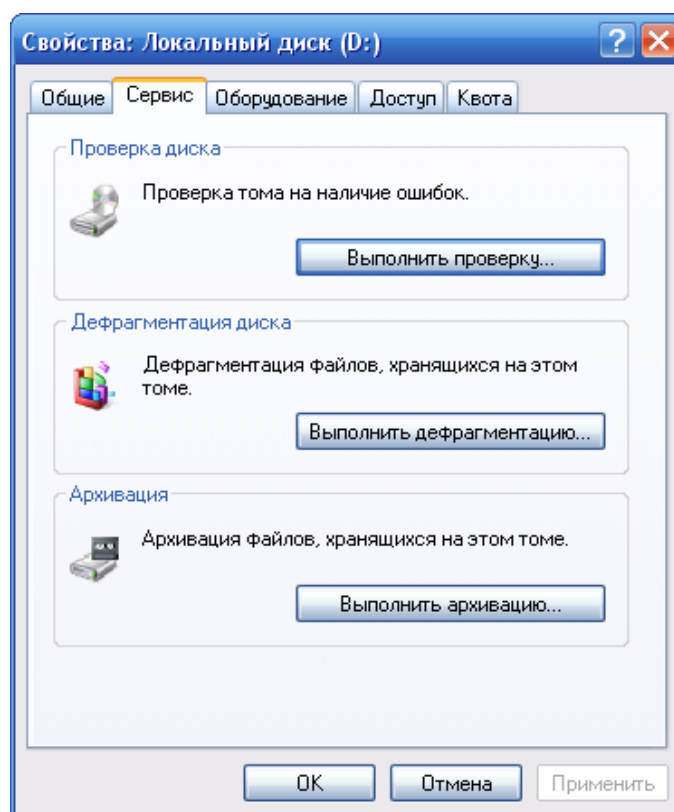 Свойства: Локальный диск (D:)
Общие Сервис Оборудование Доступ Квота
Проверка диска
Проверка тома на наличие ошибок.
Выполнить проверку...
Дефрагментация диска
Дефрагментация файлов, хранящихся на этом
томе.
Выполнить дефрагментацию...
Архивация
Архивация файлов, хранящихся на этом томе.
Выполнить архивацию...
OK Отмена Применить